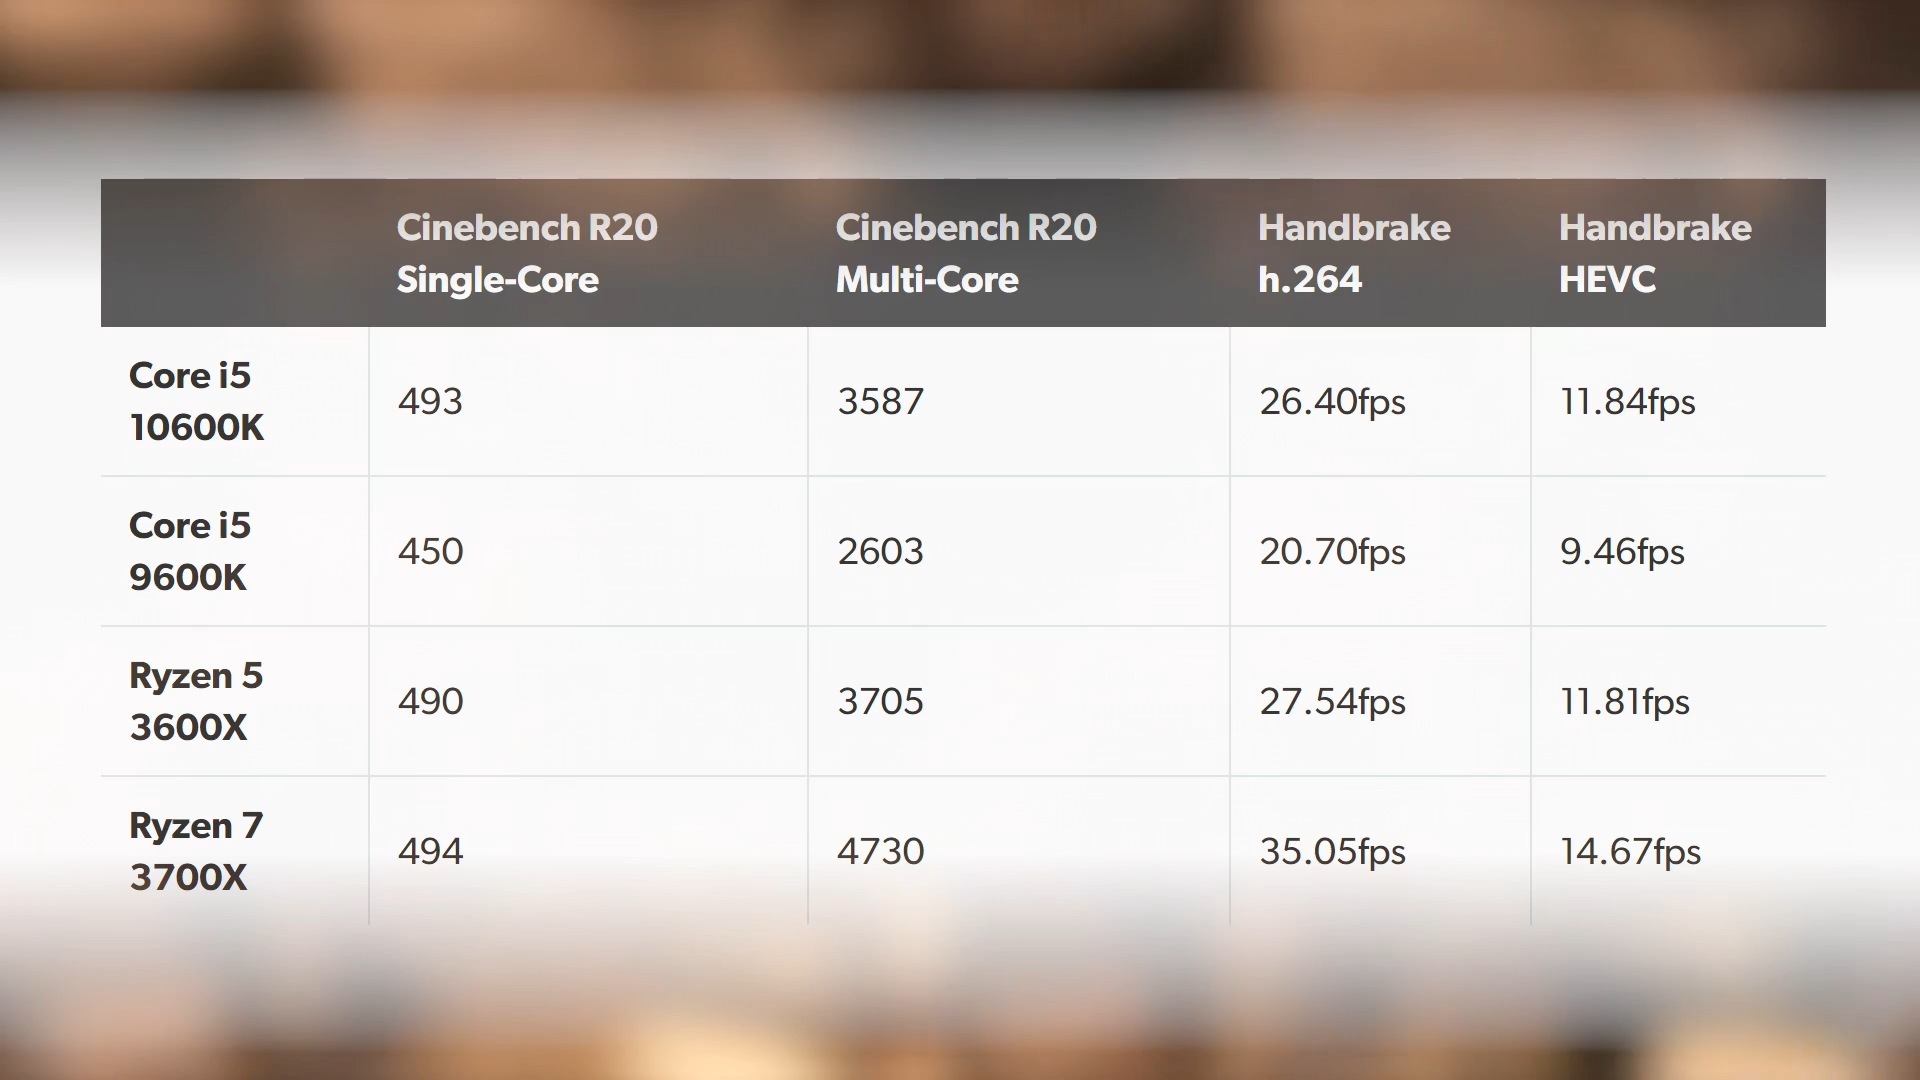 Cinebench R20 Single-Core
Cinebench R20 Multi-Core
Handbrake h.264
Handbrake HEVC
Core i5 10600K
493
3587
26.40fps
11.84fps
Core i5 9600K
450
2603
20.70fps
9.46fps
Ryzen 5 3600X
490
3705
27.54fps
11.81fps
Ryzen 7 3700X
494
4730
35.05fps
14.67fps